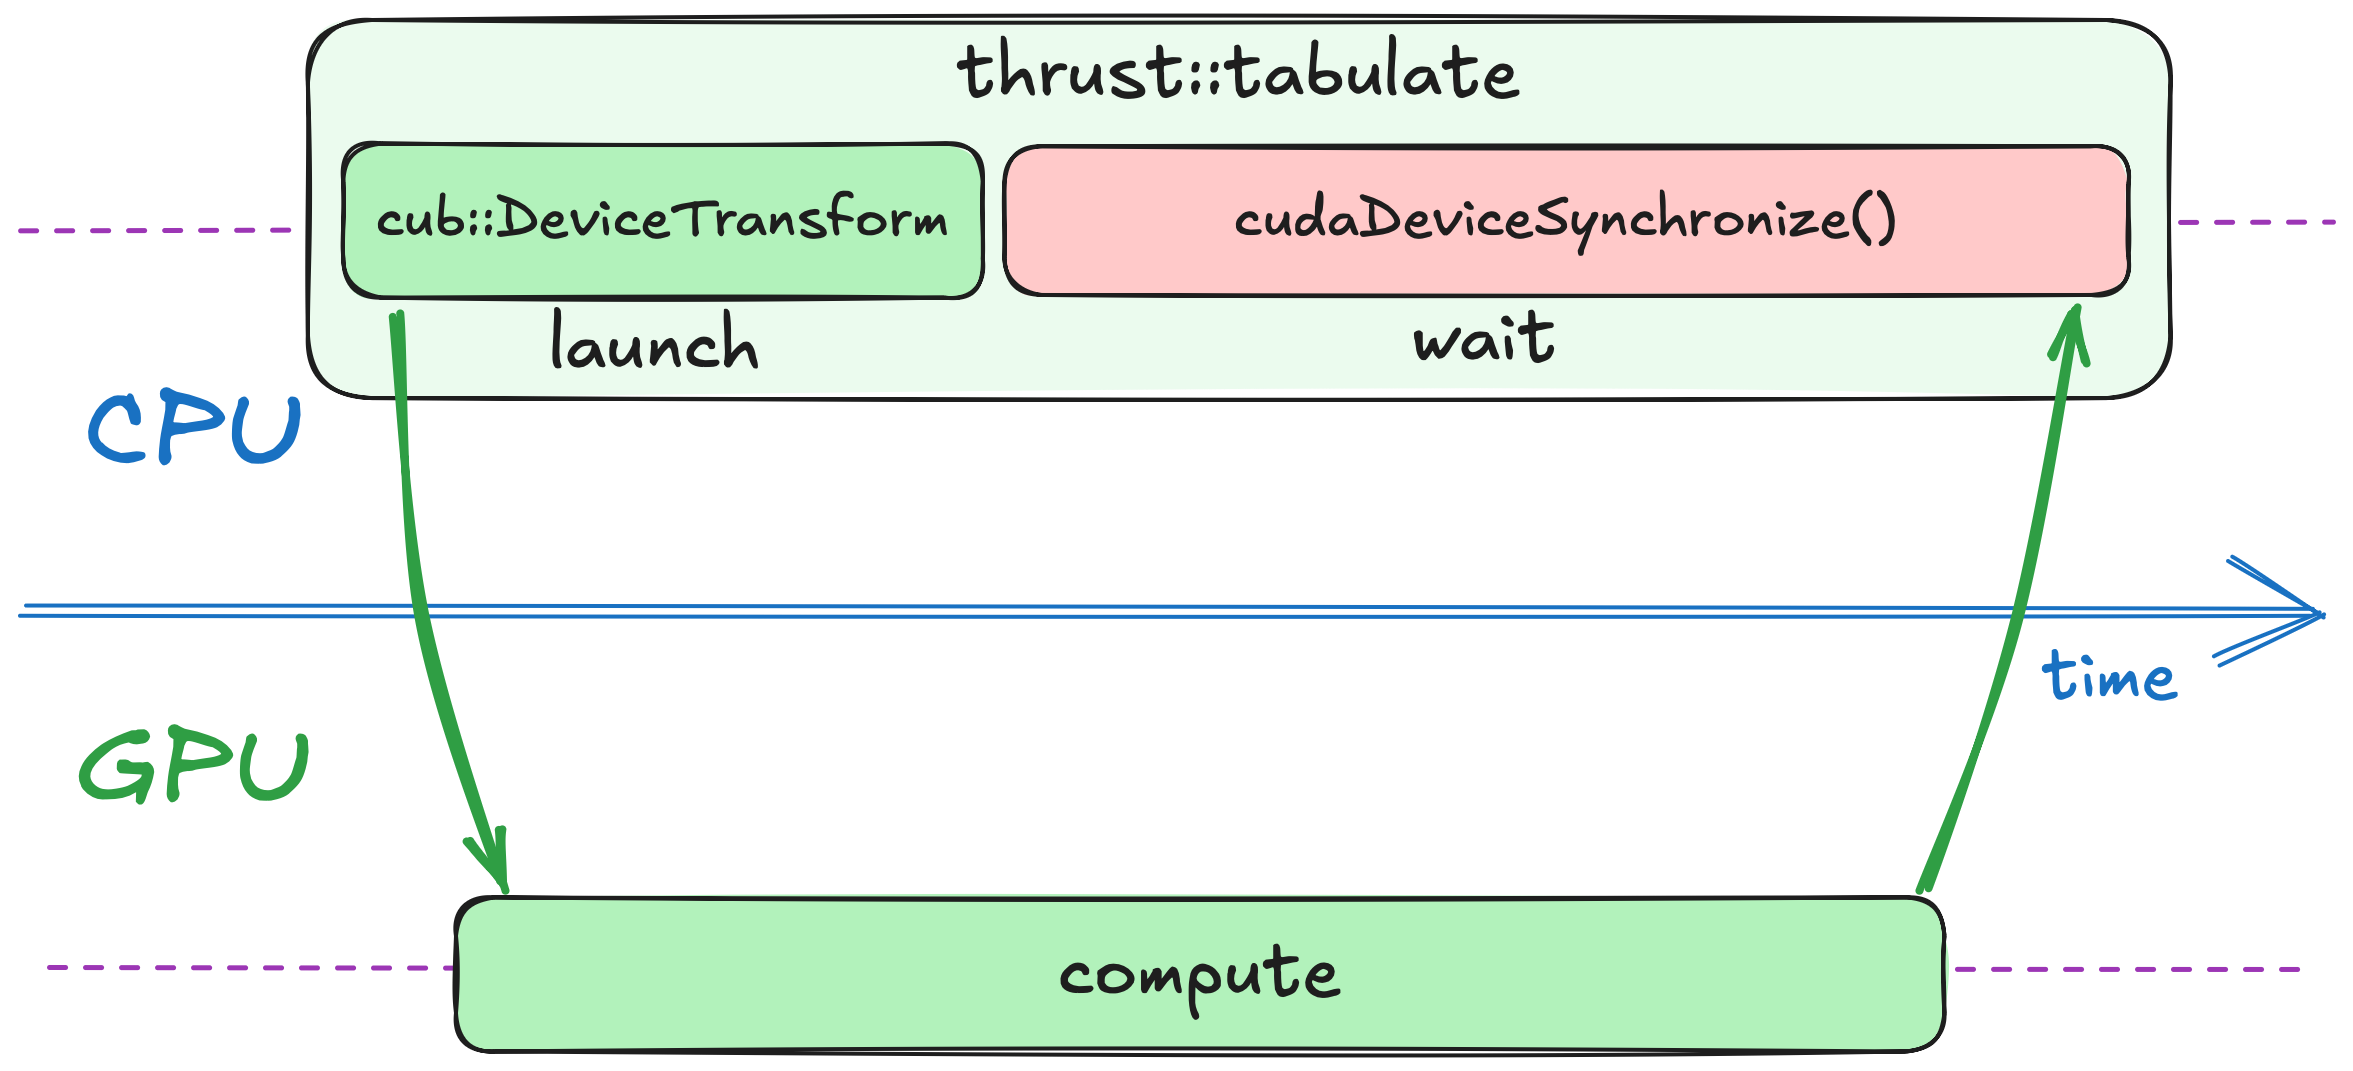 thrust::tabulate
cub::DeviceTransform
cudaDeviceSynchronize()
launch
wait
CPU
time
GPU
compute